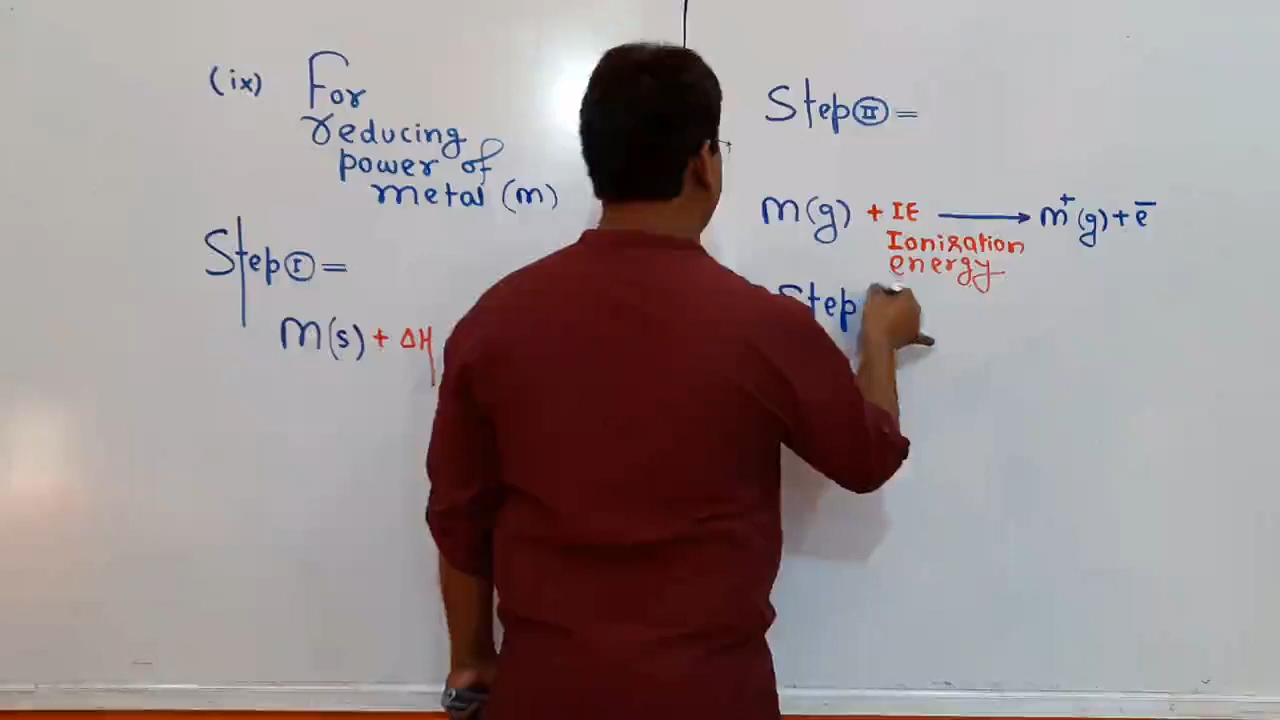 (ix) For
reducing
power of
metal (m)
Step Ⅰ =
m(s) + ΔH
Step Ⅱ =
m(g) + IE ⟶ m⁺(g) + e⁻
Ionization
energy
Step